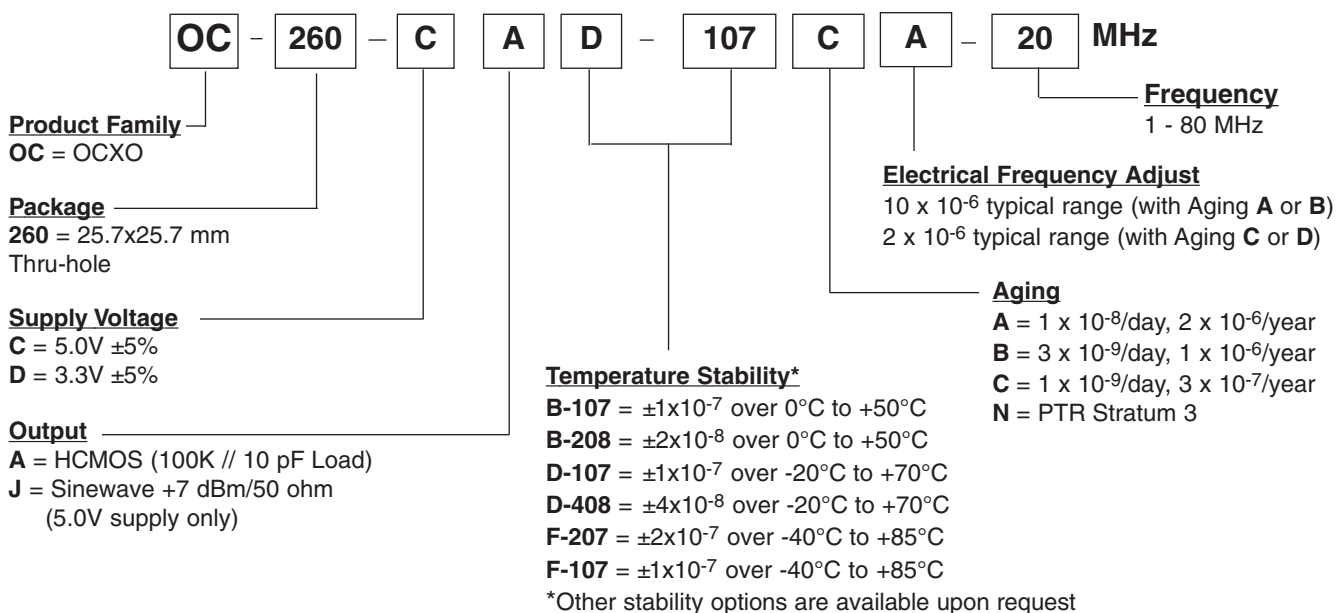 OC - 260 - C A D - 107 C A - 20 MHz
Product Family
OC = OCXO
Package
260 = 25.7x25.7 mm
Thru-hole
Supply Voltage
C = 5.0V ±5%
D = 3.3V ±5%
Output
A = HCMOS (100K // 10 pF Load)
J = Sinewave +7 dBm/50 ohm
(5.0V supply only)
Temperature Stability*
B-107 = ±1x10-7 over 0°C to +50°C
B-208 = ±2x10-8 over 0°C to +50°C
D-107 = ±1x10-7 over -20°C to +70°C
D-408 = ±4x10-8 over -20°C to +70°C
F-207 = ±2x10-7 over -40°C to +85°C
F-107 = ±1x10-7 over -40°C to +85°C
*Other stability options are available upon request
Aging
A = 1 x 10-8/day, 2 x 10-6/year
B = 3 x 10-9/day, 1 x 10-6/year
C = 1 x 10-9/day, 3 x 10-7/year
N = PTR Stratum 3
Electrical Frequency Adjust
10 x 10-6 typical range (with Aging A or B)
2 x 10-6 typical range (with Aging C or D)
Frequency
1 - 80 MHz